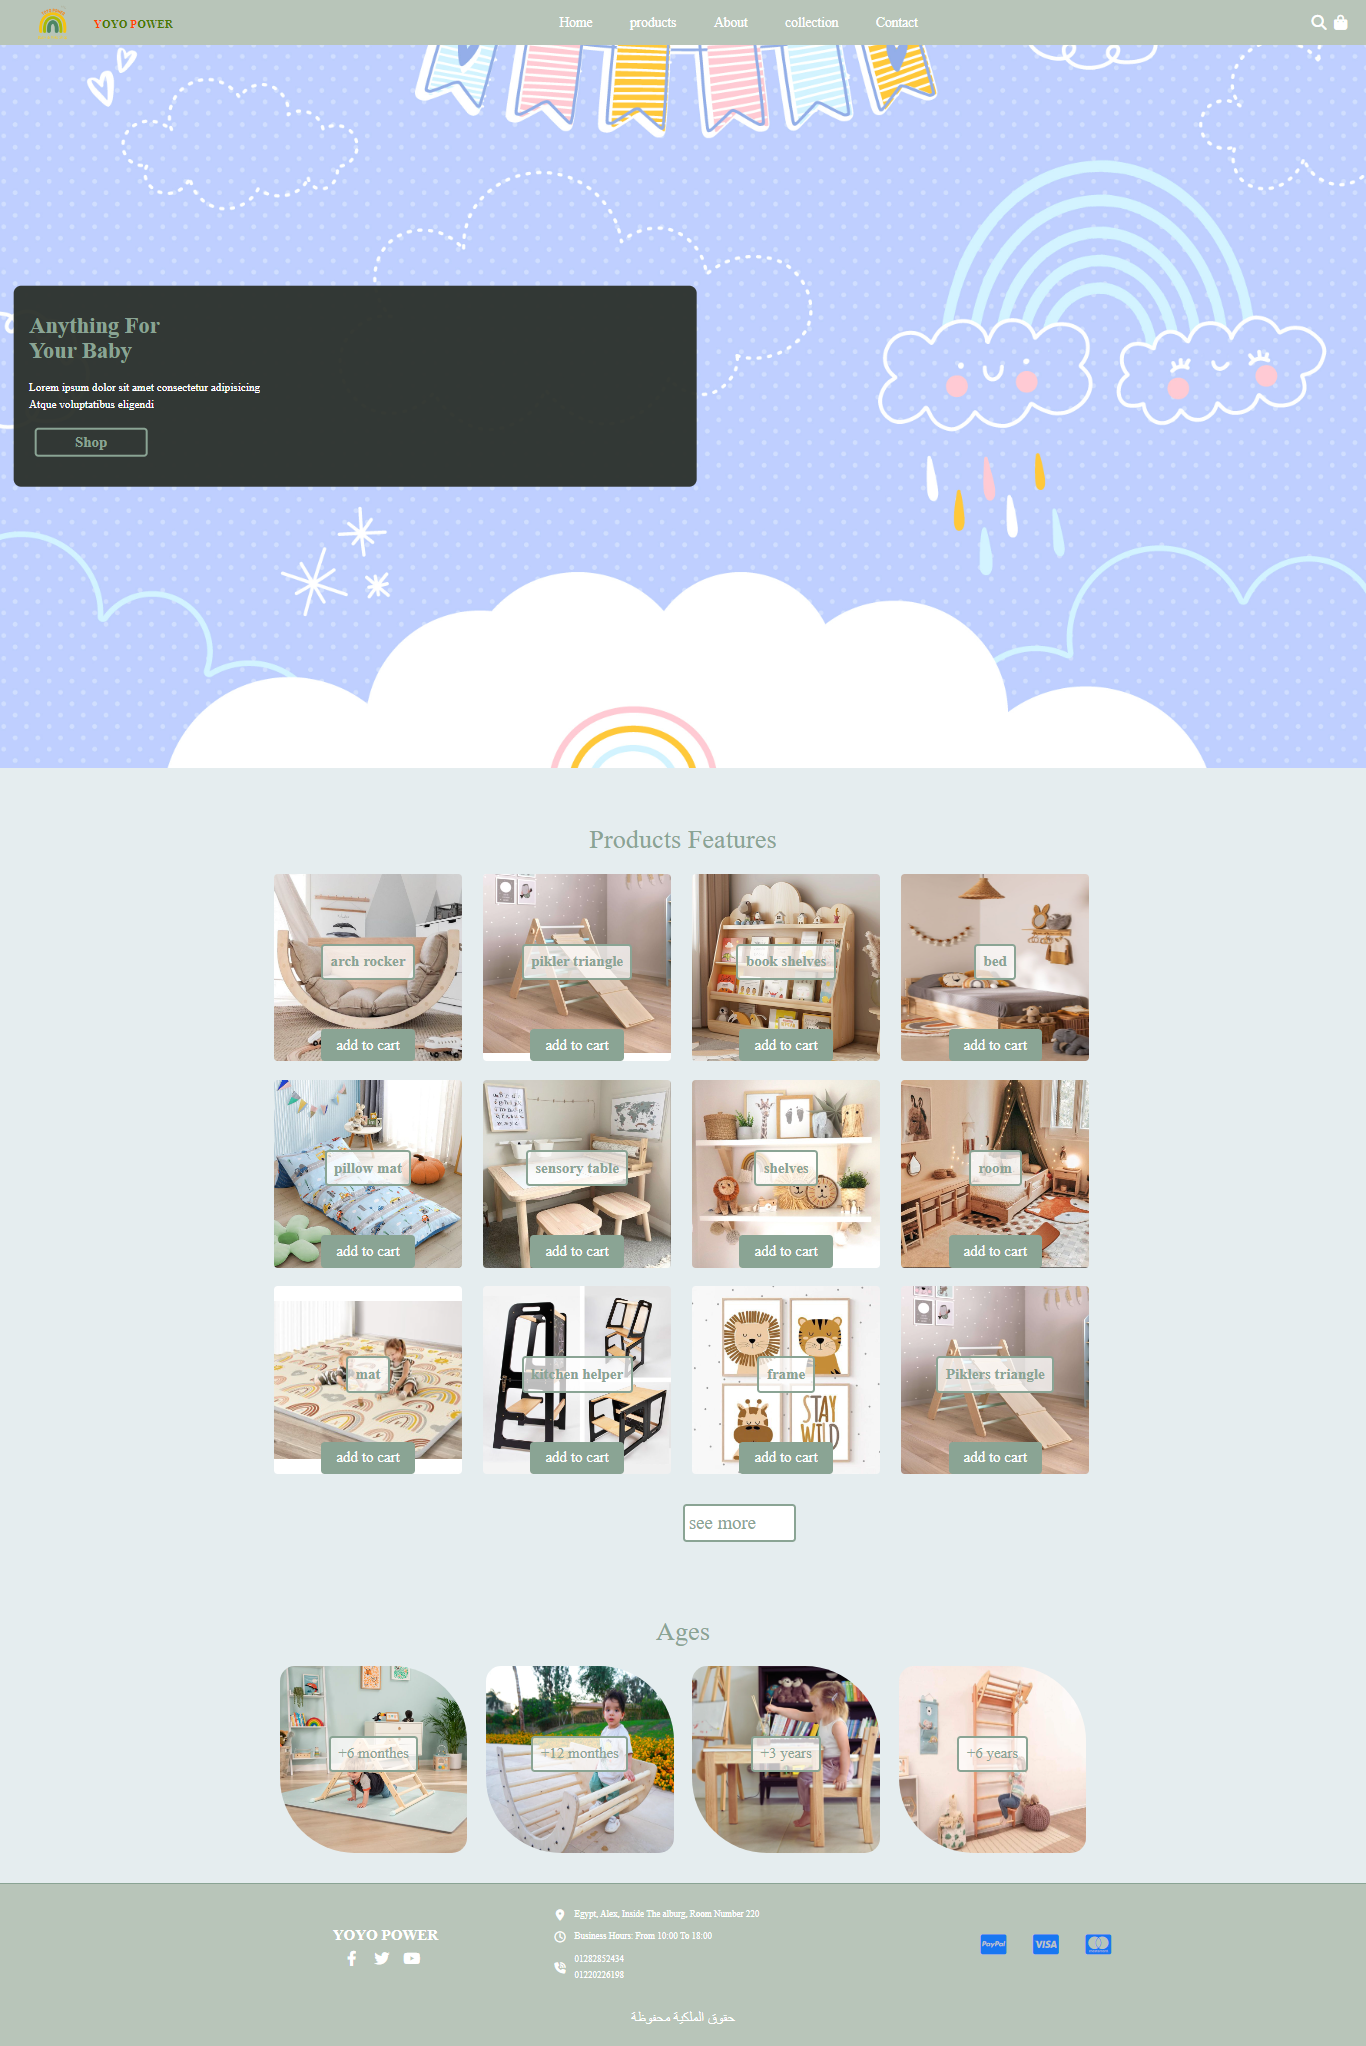 YOYO POWER
Home
products
About
collection
Contact
Anything For
Your Baby
Lorem ipsum dolor sit amet consectetur adipisicing
Atque voluptatibus eligendi
Shop
Products Features
arch rocker
pikler triangle
book shelves
bed
add to cart
add to cart
add to cart
add to cart
pillow mat
sensory table
shelves
room
add to cart
add to cart
add to cart
add to cart
mat
kitchen helper
frame
Piklers triangle
STAY
WILD
add to cart
add to cart
add to cart
add to cart
see more
Ages
+6 monthes
+12 monthes
+3 years
+6 years
YOYO POWER
Egypt, Alex, Inside The alburg, Room Number 220
Business Hours: From 10:00 To 18:00
01282852434
01220226198
PayPal
VISA
حقوق الملكية محفوظة